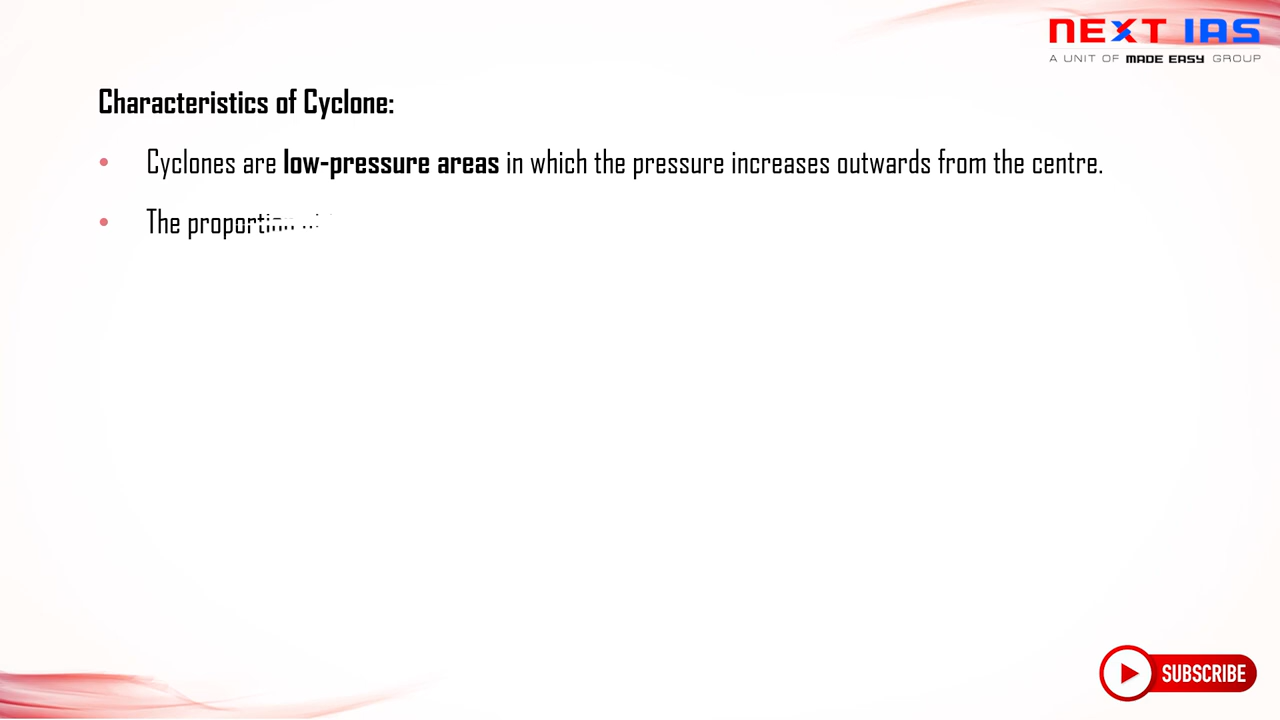 NEXT IAS
A UNIT OF MADE EASY GROUP
Characteristics of Cyclone:
• Cyclones are low-pressure areas in which the pressure increases outwards from the centre.
• The proportion
SUBSCRIBE